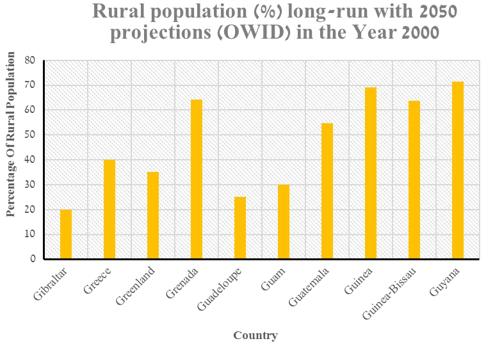 Rural population (%) long-run with 2050
projections (OWID) in the Year 2000
Percentage Of Rural Population
80
70
60
50
40
30
20
10
0
Gibraltar
Greece
Greenland
Grenada
Guadeloupe
Guam
Guatemala
Guinea
Guinea-Bissau
Guyana
Country